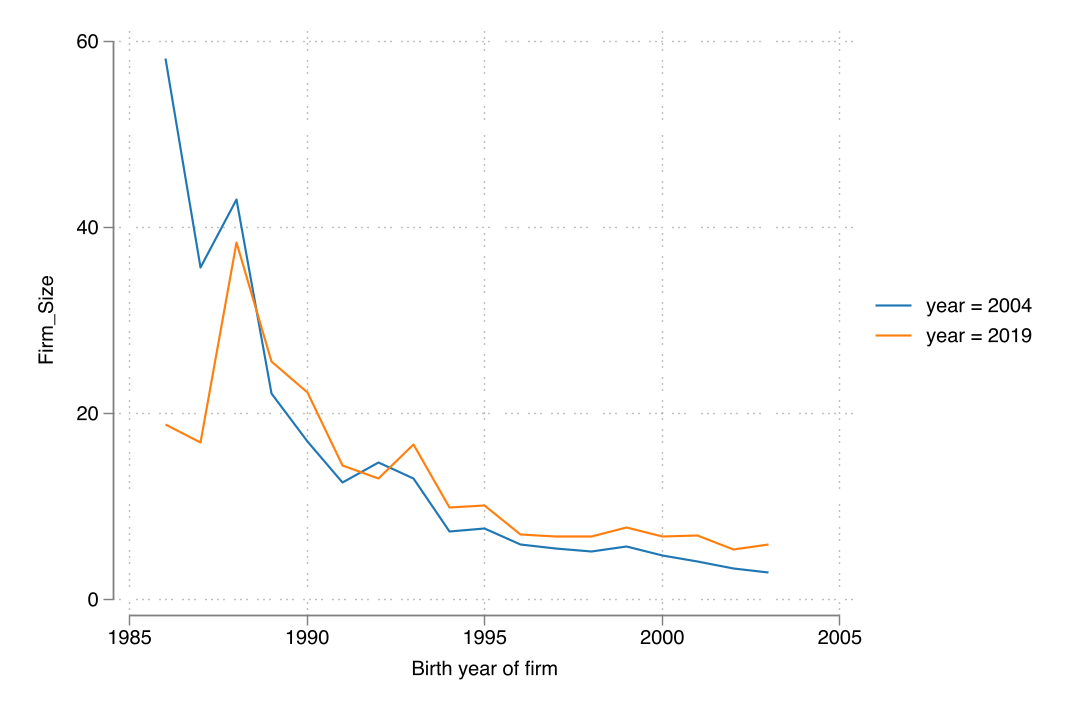 60
40
20
0
Firm_Size
1985 1990 1995 2000 2005
Birth year of firm
year = 2004
year = 2019